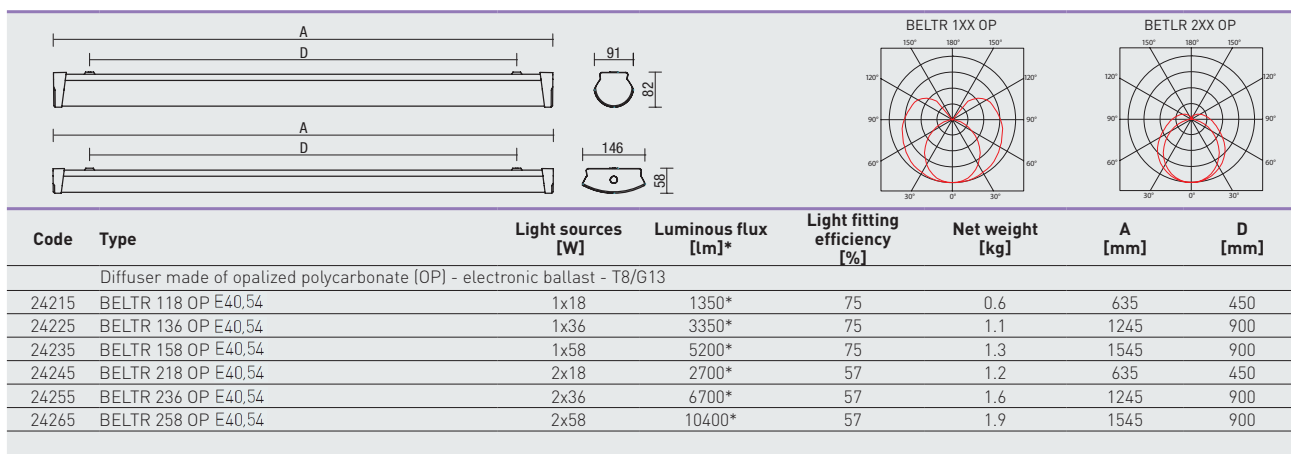 BELTR 1XX OP
BETLR 2XX OP
A
D
91
82
A
D
146
58
150° 180° 150°
120° 120°
90° 90°
60° 60°
30° 0° 30°
150° 180° 150°
120° 120°
90° 90°
60° 60°
30° 0° 30°
Code Type Light sources [W] Luminous flux [lm]* Light fitting efficiency [%] Net weight [kg] A [mm] D [mm]
Diffuser made of opalized polycarbonate (OP) - electronic ballast - T8/G13
24215 BELTR 118 OP E40,54 1x18 1350* 75 0.6 635 450
24225 BELTR 136 OP E40,54 1x36 3350* 75 1.1 1245 900
24235 BELTR 158 OP E40,54 1x58 5200* 75 1.3 1545 900
24245 BELTR 218 OP E40,54 2x18 2700* 57 1.2 635 450
24255 BELTR 236 OP E40,54 2x36 6700* 57 1.6 1245 900
24265 BELTR 258 OP E40,54 2x58 10400* 57 1.9 1545 900